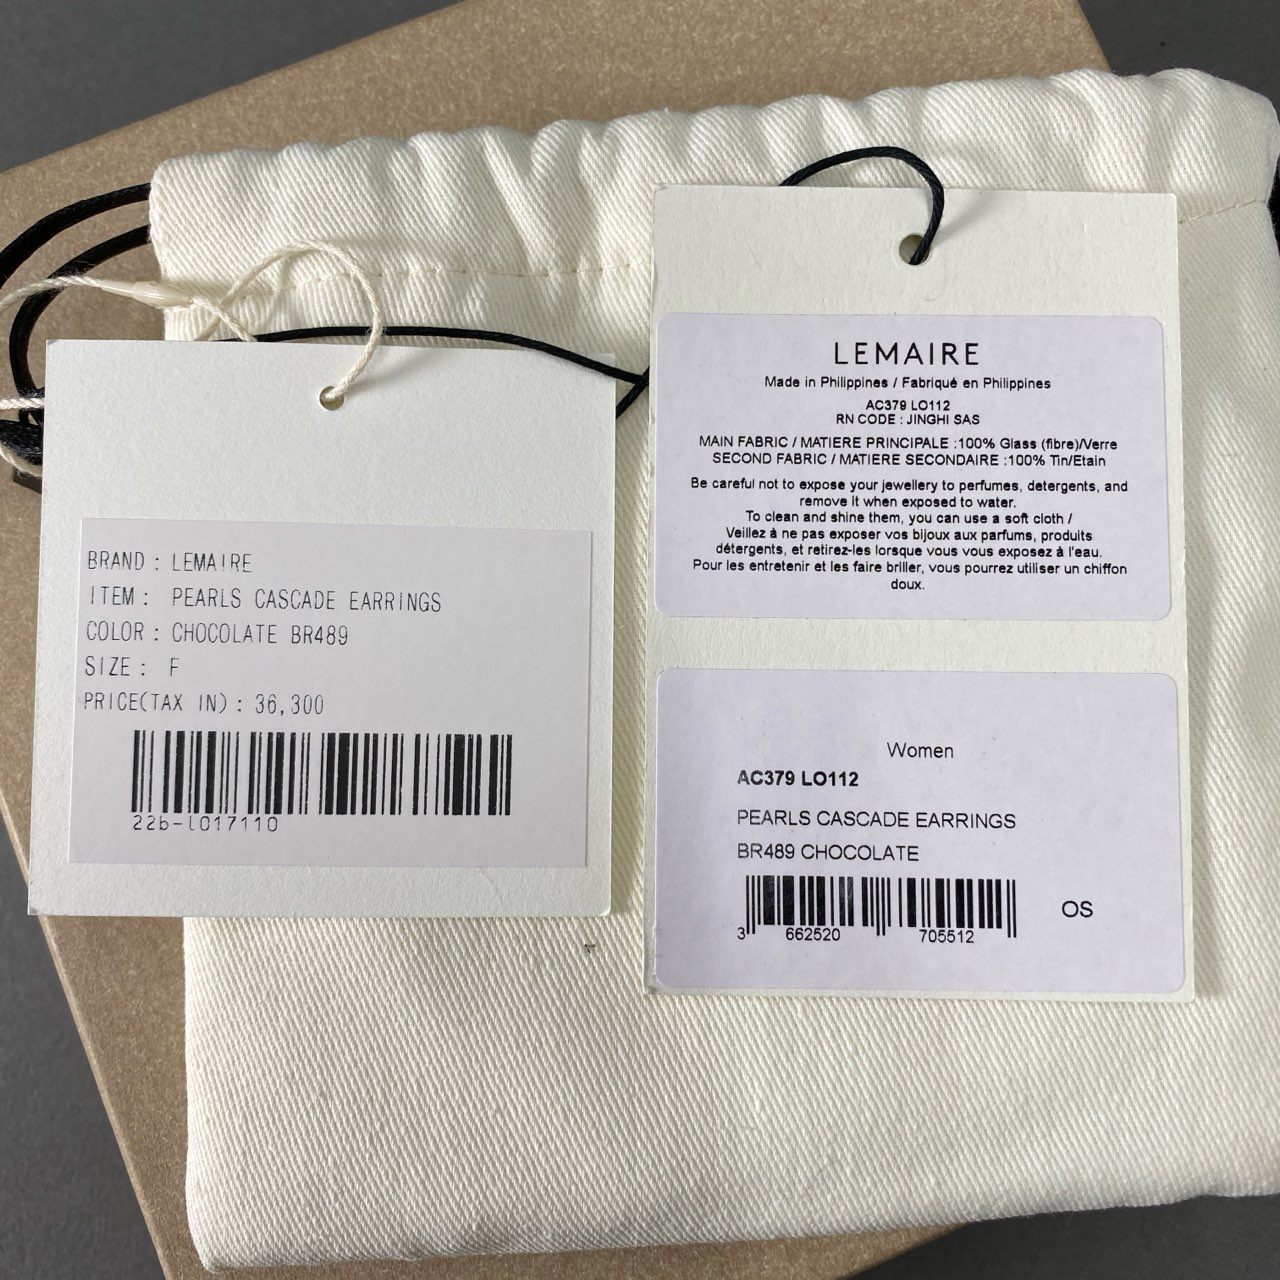 BRAND : LEMAIRE
ITEM : PEARLS CASCADE EARRINGS
COLOR : CHOCOLATE BR489
SIZE : F
PRICE(TAX IN) : 36,300
22b-L017110
LEMAIRE
Made in Philippines / Fabriqué en Philippines
AC379 LO112
RN CODE : JINGHI SAS
MAIN FABRIC / MATIERE PRINCIPALE :100% Glass (fibre)/Verre
SECOND FABRIC / MATIERE SECONDAIRE :100% Tin/Etain
Be careful not to expose your jewellery to perfumes, detergents, and
remove it when exposed to water.
To clean and shine them, you can use a soft cloth /
Veillez à ne pas exposer vos bijoux aux parfums, produits
détergents, et retirez-les lorsque vous vous exposez à l'eau.
Pour les entretenir et les faire briller, vous pourrez utiliser un chiffon
doux.
Women
AC379 LO112
PEARLS CASCADE EARRINGS
BR489 CHOCOLATE
OS
3 662520 705512